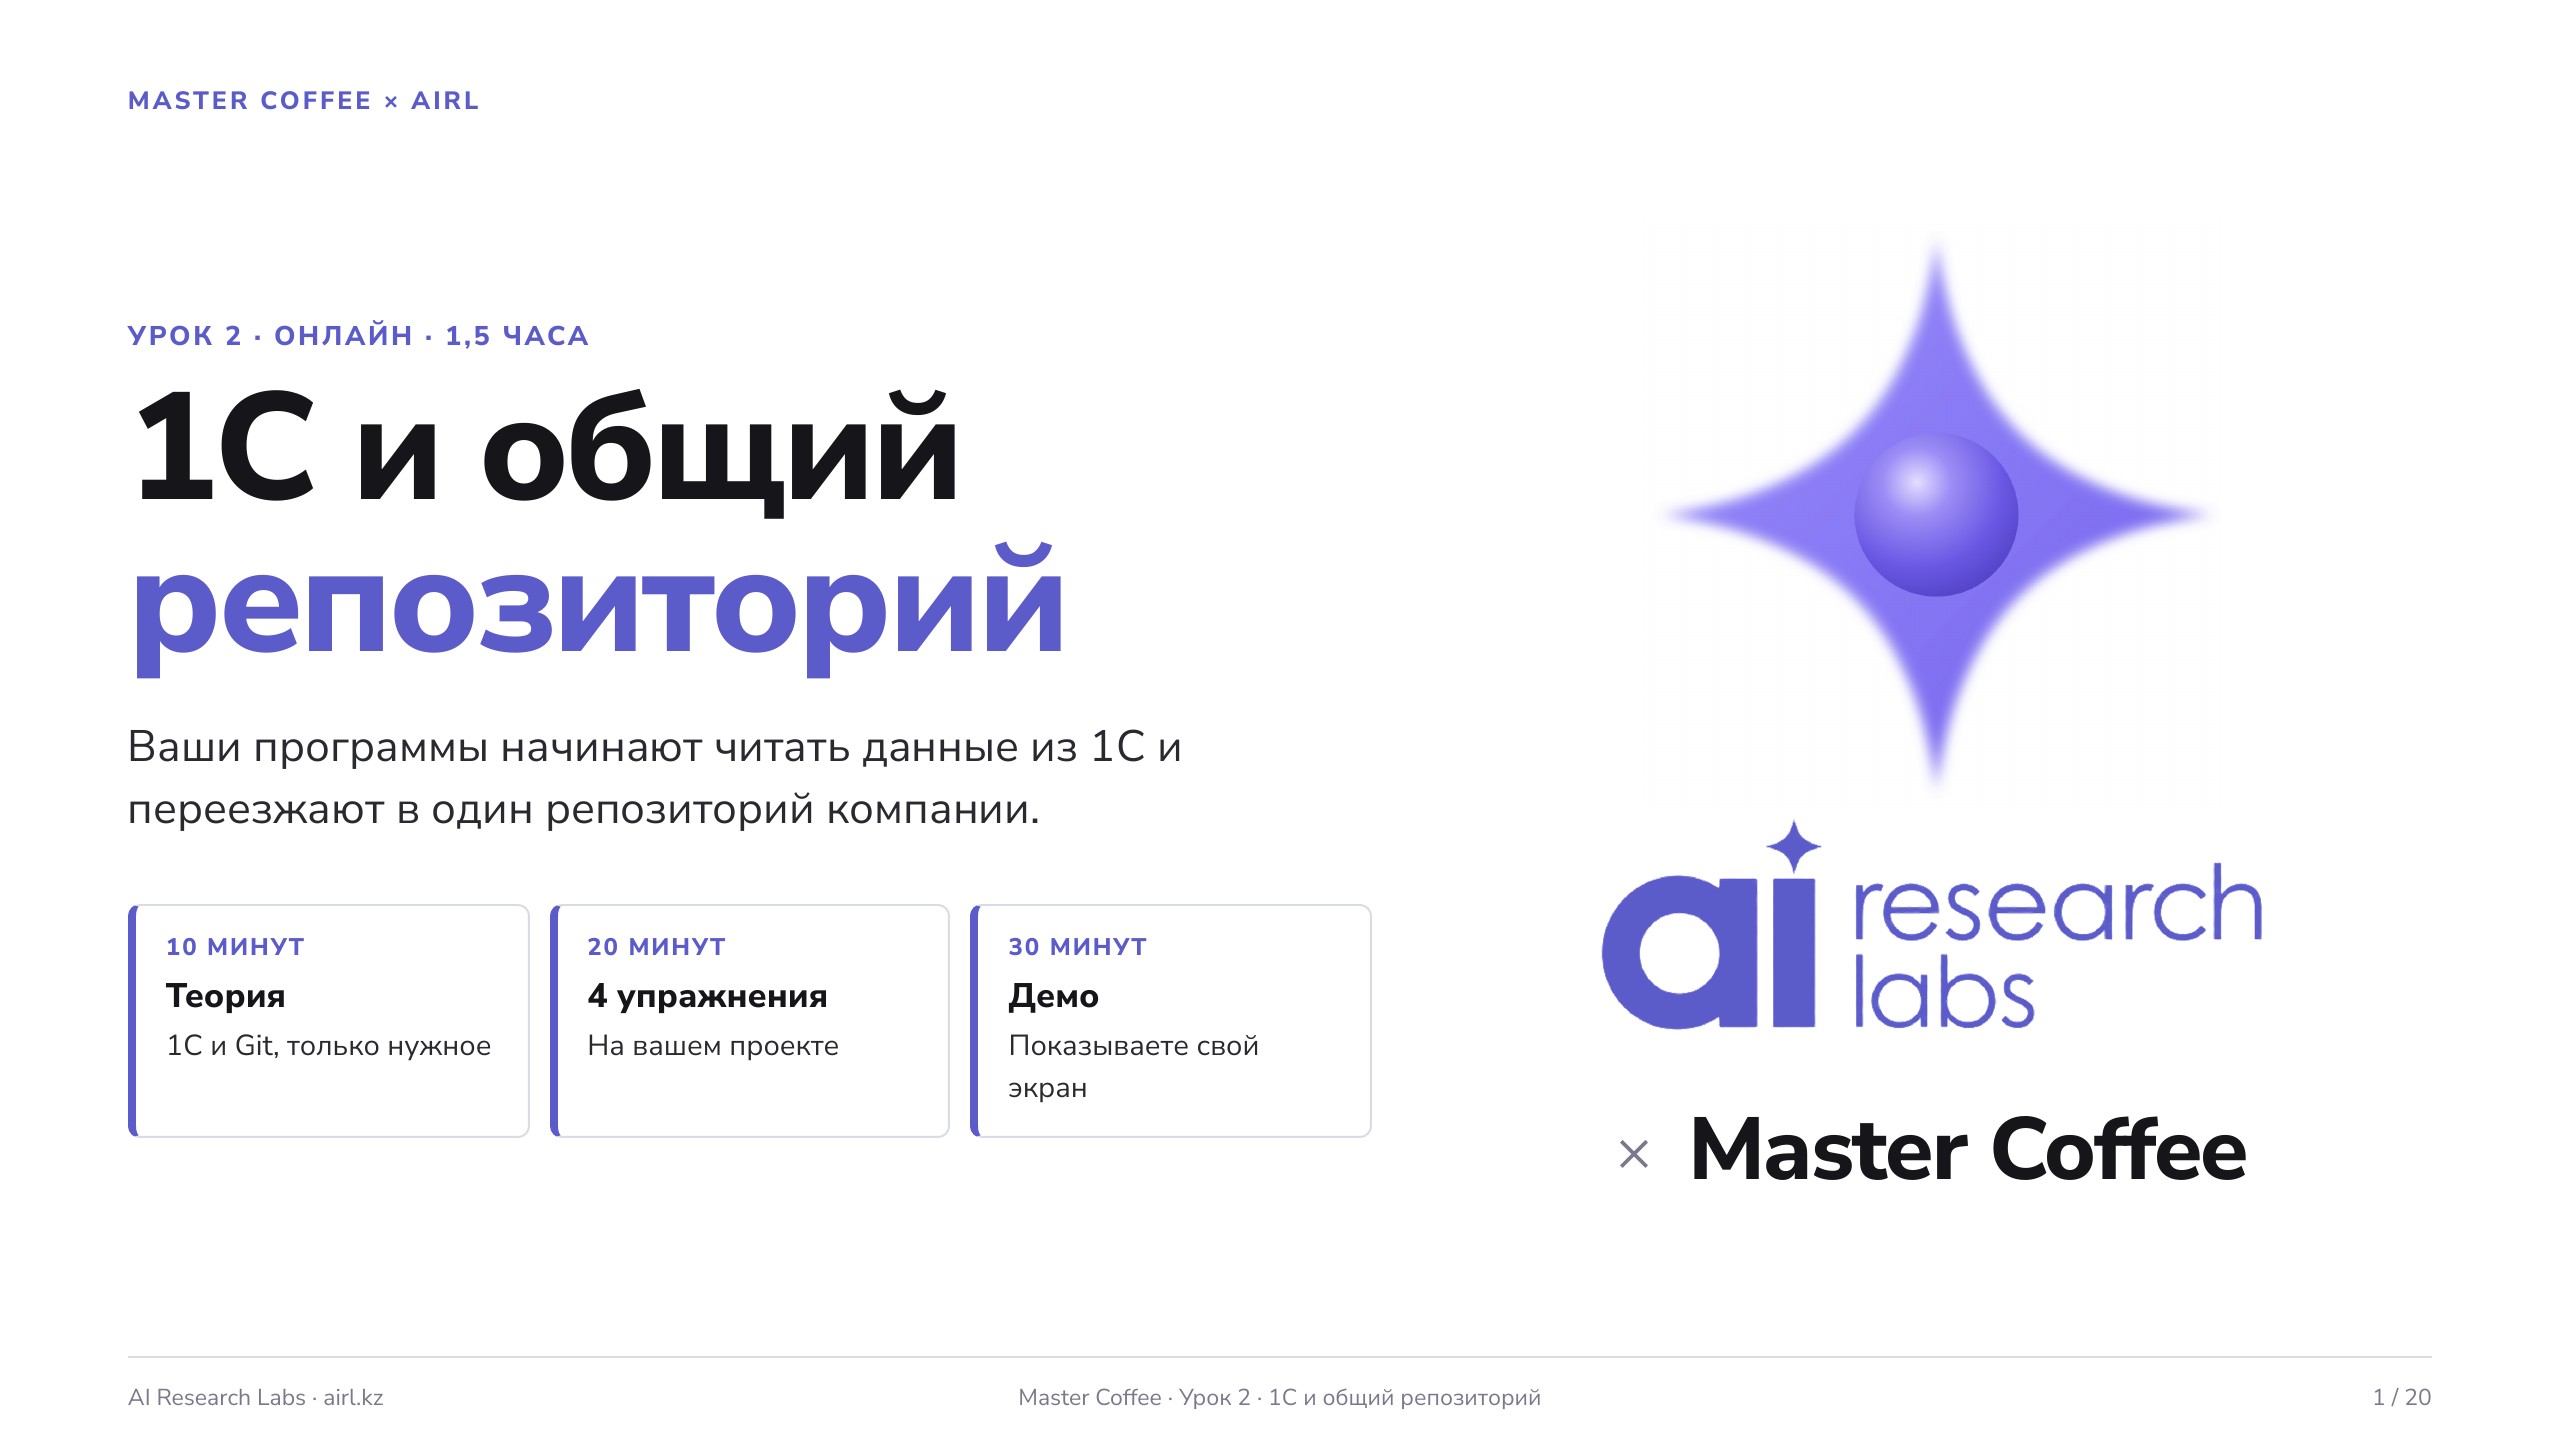 MASTER COFFEE × AIRL
УРОК 2 · ОНЛАЙН · 1,5 ЧАСА
1С и общий
репозиторий
Ваши программы начинают читать данные из 1С и
переезжают в один репозиторий компании.
10 МИНУТ
Теория
1С и Git, только нужное
20 МИНУТ
4 упражнения
На вашем проекте
30 МИНУТ
Демо
Показываете свой
экран
ai research
labs
× Master Coffee
AI Research Labs · airl.kz
Master Coffee · Урок 2 · 1С и общий репозиторий
1 / 20